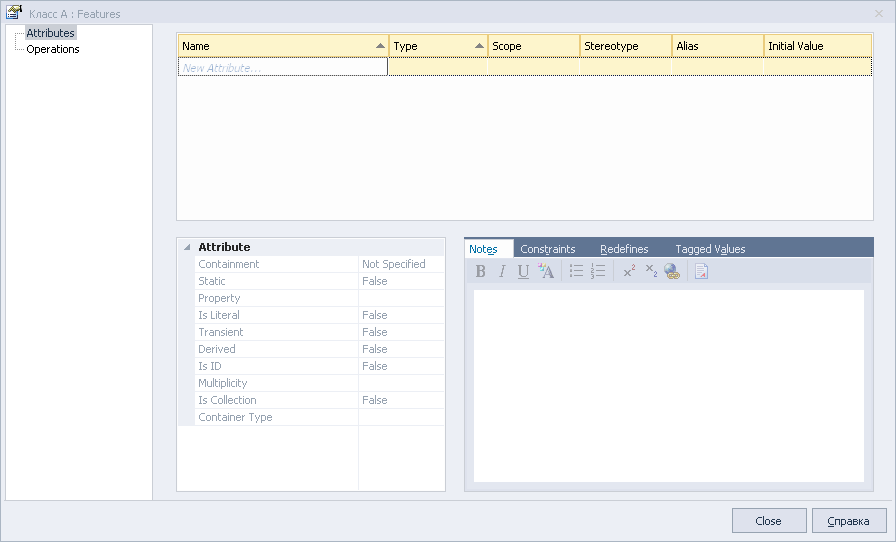 Класс A : Features
Attributes
Operations
Name Type Scope Stereotype Alias Initial Value
New Attribute...
Attribute
Containment Not Specified
Static False
Property
Is Literal False
Transient False
Derived False
Is ID False
Multiplicity
Is Collection False
Container Type
Notes Constraints Redefines Tagged Values
B I U A x² x₂
Close Справка